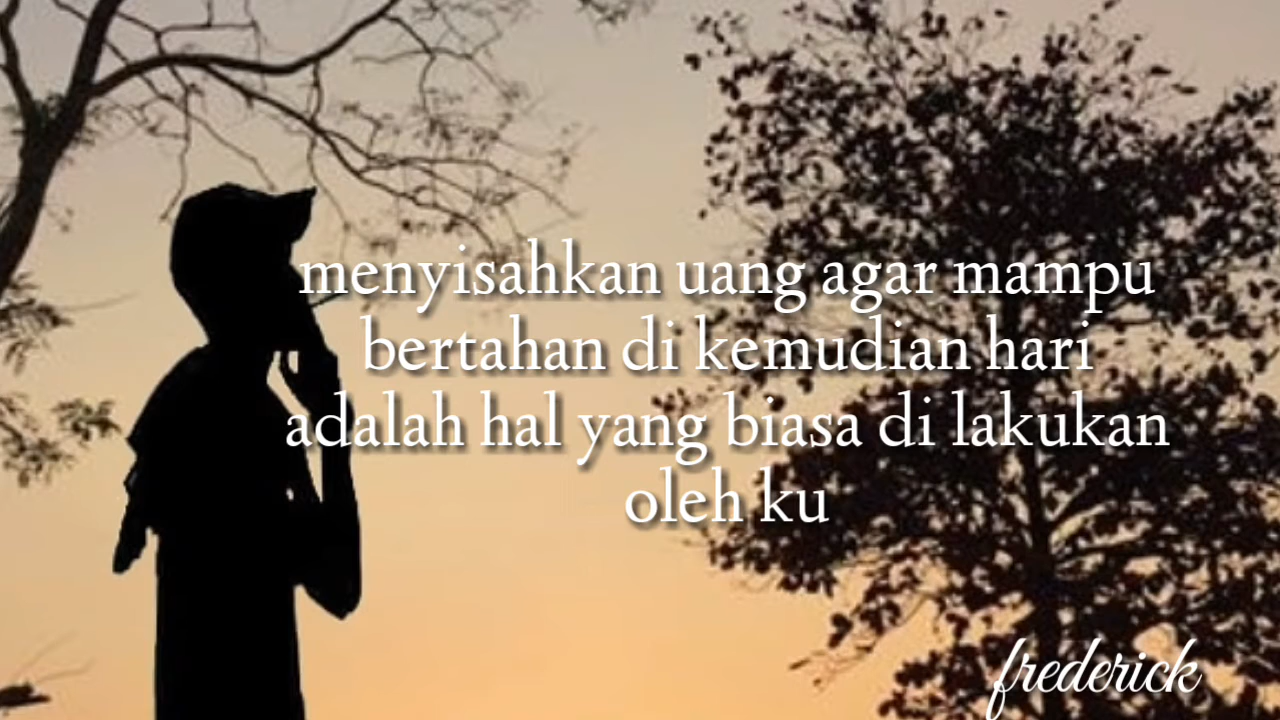 menyisahkan uang agar mampu
bertahan di kemudian hari
adalah hal yang biasa di lakukan
oleh ku
frederick